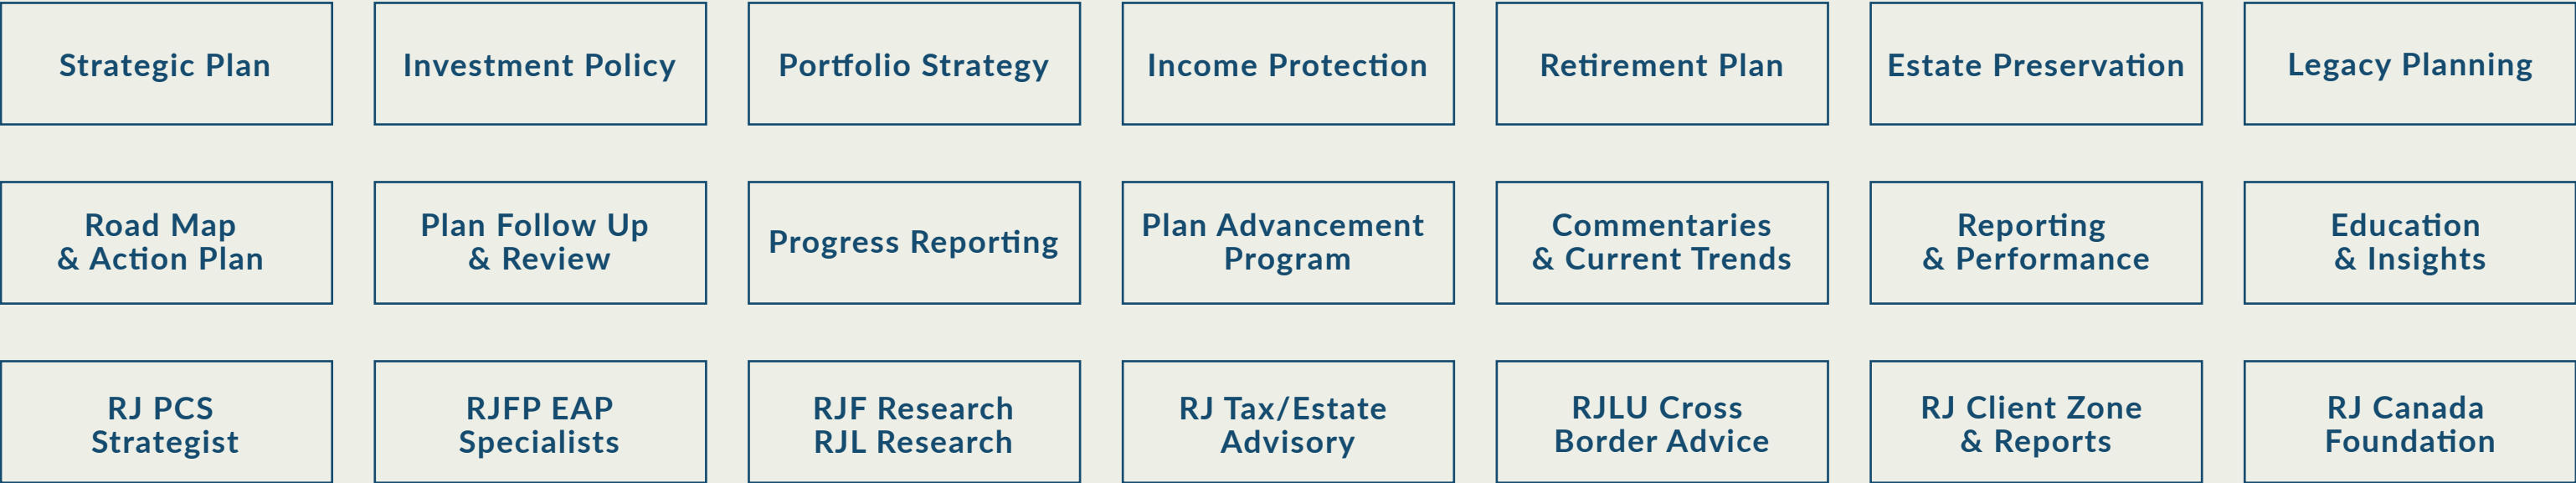 Strategic Plan
Investment Policy
Portfolio Strategy
Income Protection
Retirement Plan
Estate Preservation
Legacy Planning
Road Map
& Action Plan
Plan Follow Up
& Review
Progress Reporting
Plan Advancement
Program
Commentaries
& Current Trends
Reporting
& Performance
Education
& Insights
RJ PCS
Strategist
RJFP EAP
Specialists
RJF Research
RJL Research
RJ Tax/Estate
Advisory
RJLU Cross
Border Advice
RJ Client Zone
& Reports
RJ Canada
Foundation